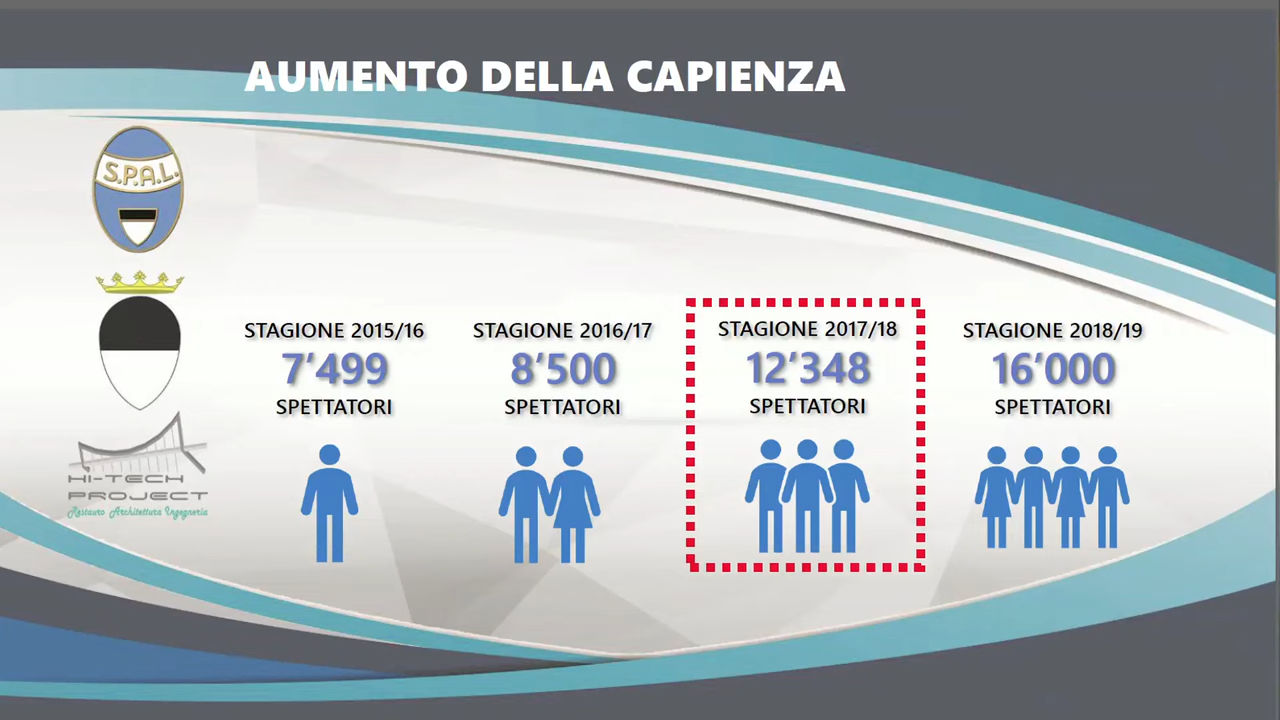 AUMENTO DELLA CAPIENZA
S.P.A.L.
STAGIONE 2015/16
7’499
SPETTATORI
STAGIONE 2016/17
8’500
SPETTATORI
STAGIONE 2017/18
12’348
SPETTATORI
STAGIONE 2018/19
16’000
SPETTATORI
HI-TECH
PROJECT
Restauro Architettura Ingegneria